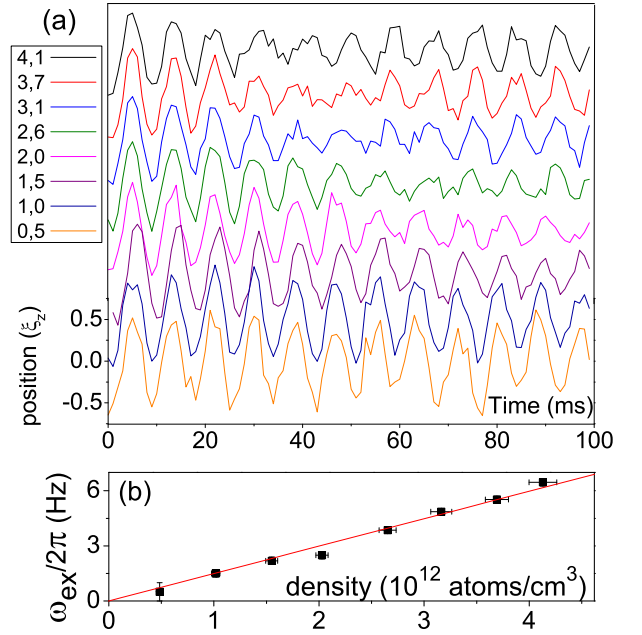 (a)
4,1
3,7
3,1
2,6
2,0
1,5
1,0
0,5
position (ξz)
0.5
0.0
-0.5
Time (ms)
0 20 40 60 80 100
(b)
ωex/2π (Hz)
6
3
0
density (10¹² atoms/cm³)
0 1 2 3 4